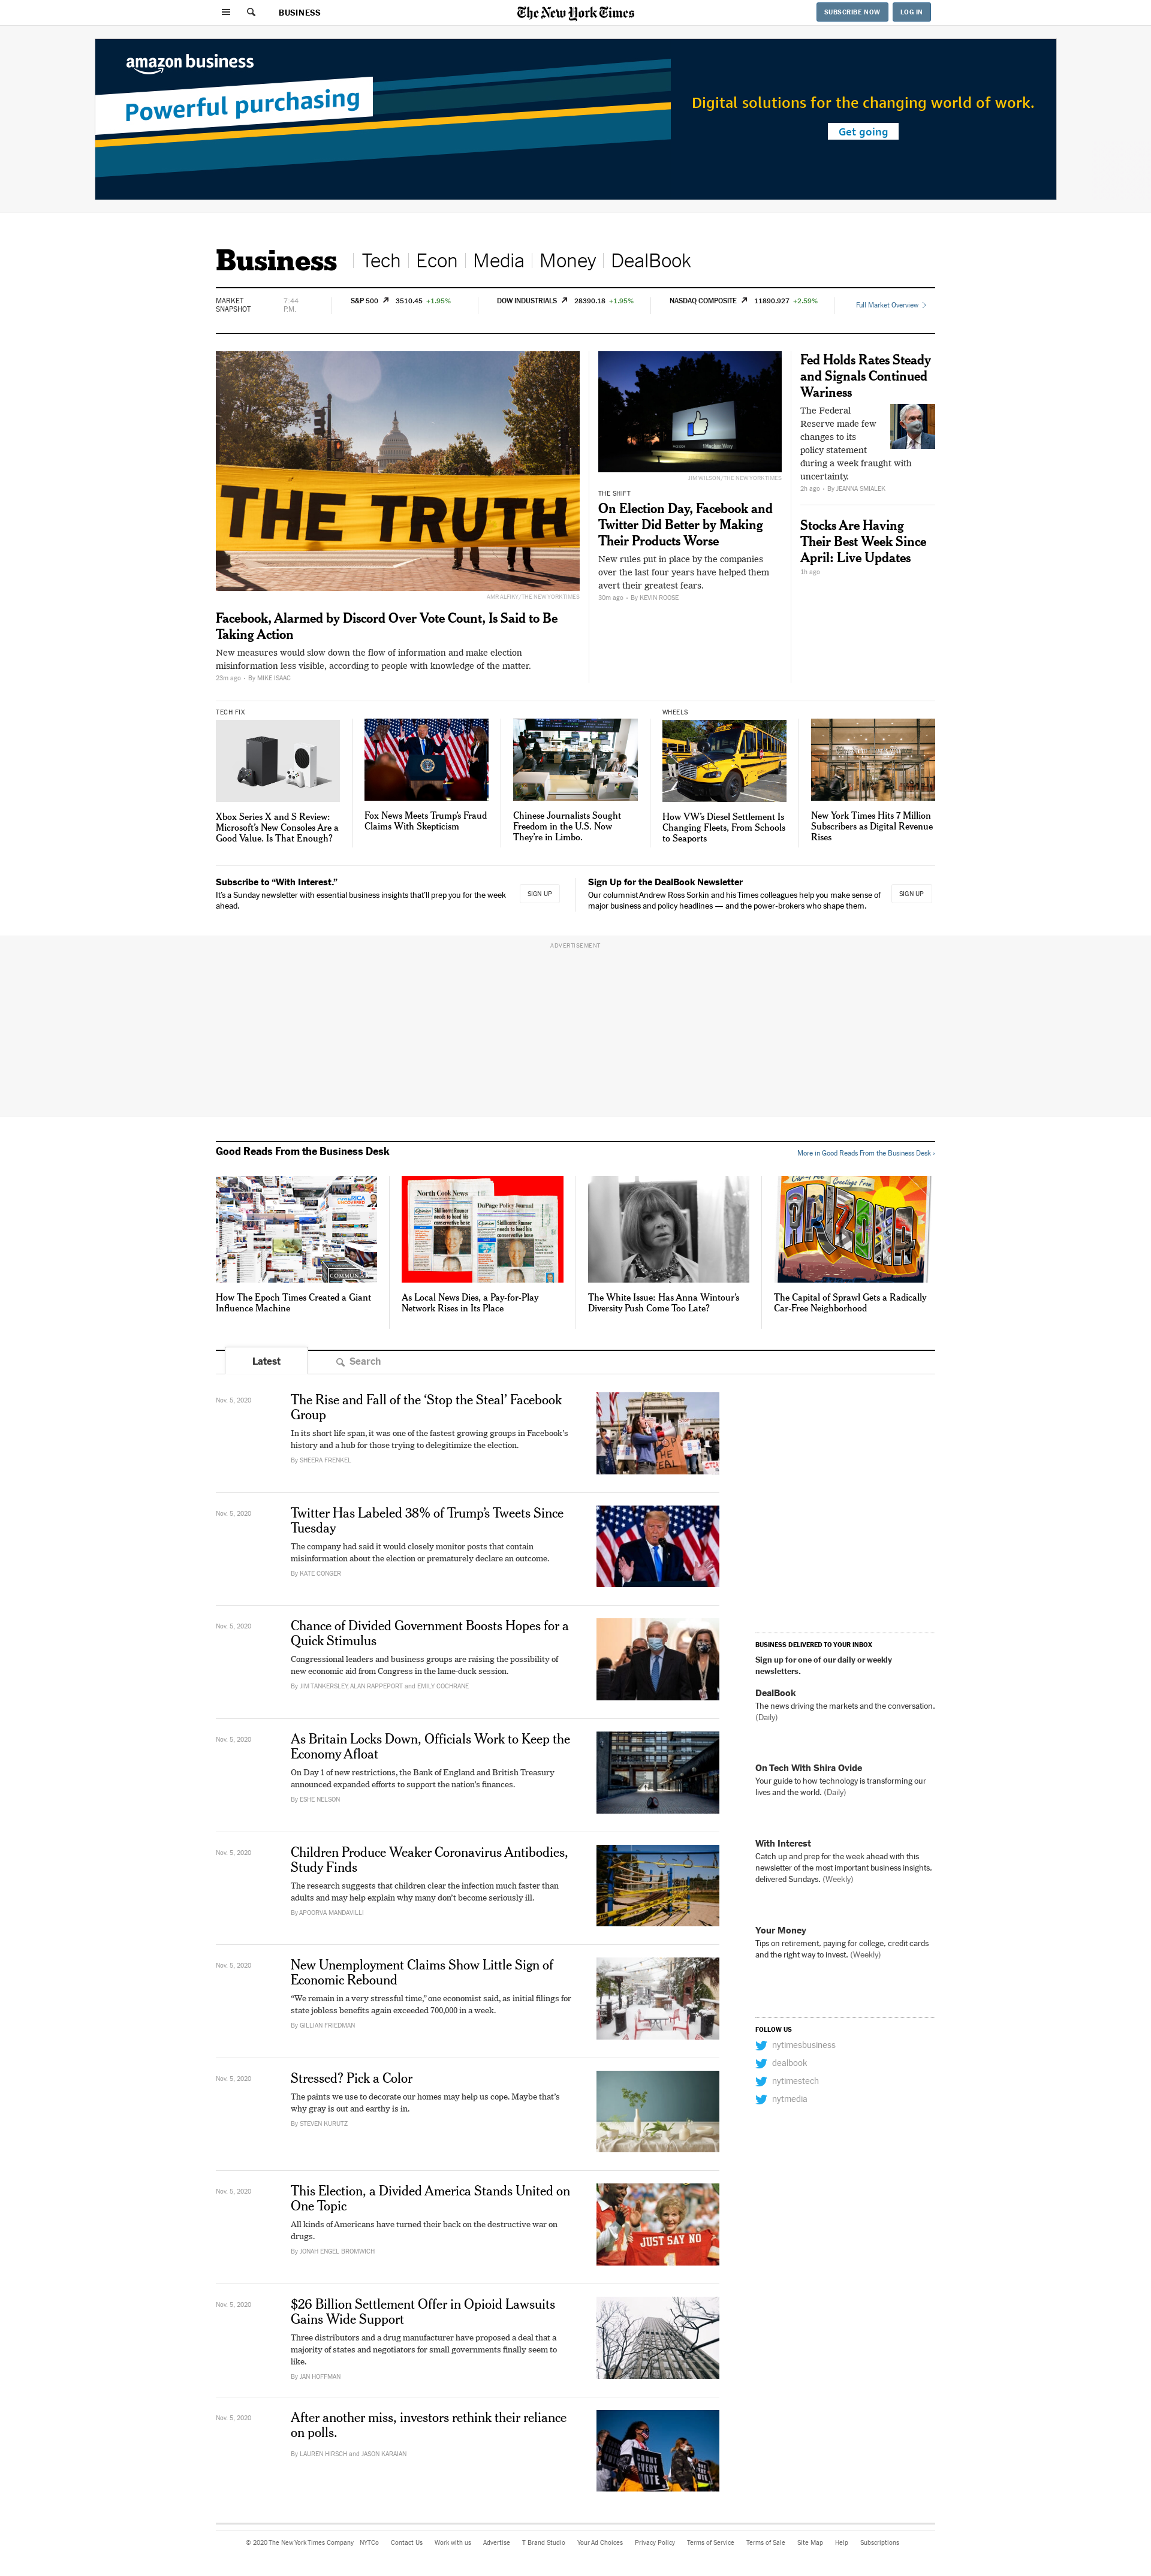 BUSINESS
The New York Times
SUBSCRIBE NOW
LOG IN
amazon business
Powerful purchasing
Digital solutions for the changing world of work.
Get going
Business
Tech
Econ
Media
Money
DealBook
MARKET
SNAPSHOT
7:44
P.M.
S&P 500 3510.45 +1.95%
DOW INDUSTRIALS 28390.18 +1.95%
NASDAQ COMPOSITE 11890.927 +2.59%
Full Market Overview
THE TRUTH
AMR ALFIKY/THE NEW YORK TIMES
Facebook, Alarmed by Discord Over Vote Count, Is Said to Be
Taking Action
New measures would slow down the flow of information and make election
misinformation less visible, according to people with knowledge of the matter.
23m ago • By MIKE ISAAC
JIM WILSON/THE NEW YORK TIMES
THE SHIFT
On Election Day, Facebook and
Twitter Did Better by Making
Their Products Worse
New rules put in place by the companies
over the last four years have helped them
avert their greatest fears.
30m ago • By KEVIN ROOSE
Fed Holds Rates Steady
and Signals Continued
Wariness
The Federal
Reserve made few
changes to its
policy statement
during a week fraught with
uncertainty.
2h ago • By JEANNA SMIALEK
Stocks Are Having
Their Best Week Since
April: Live Updates
1h ago
TECH FIX
Xbox Series X and S Review:
Microsoft's New Consoles Are a
Good Value. Is That Enough?
Fox News Meets Trump's Fraud
Claims With Skepticism
Chinese Journalists Sought
Freedom in the U.S. Now
They're in Limbo.
WHEELS
How VW's Diesel Settlement Is
Changing Fleets, From Schools
to Seaports
New York Times Hits 7 Million
Subscribers as Digital Revenue
Rises
Subscribe to “With Interest.”
It's a Sunday newsletter with essential business insights that'll prep you for the week
ahead.
SIGN UP
Sign Up for the DealBook Newsletter
Our columnist Andrew Ross Sorkin and his Times colleagues help you make sense of
major business and policy headlines — and the power-brokers who shape them.
SIGN UP
ADVERTISEMENT
Good Reads From the Business Desk
More in Good Reads From the Business Desk ›
How The Epoch Times Created a Giant
Influence Machine
North Cook News
DuPage Policy Journal
As Local News Dies, a Pay-for-Play
Network Rises in Its Place
The White Issue: Has Anna Wintour's
Diversity Push Come Too Late?
Greetings From
ARIZONA
The Capital of Sprawl Gets a Radically
Car-Free Neighborhood
Latest
Search
Nov. 5, 2020
The Rise and Fall of the ‘Stop the Steal’ Facebook
Group
In its short life span, it was one of the fastest growing groups in Facebook's
history and a hub for those trying to delegitimize the election.
By SHEERA FRENKEL
Nov. 5, 2020
Twitter Has Labeled 38% of Trump's Tweets Since
Tuesday
The company had said it would closely monitor posts that contain
misinformation about the election or prematurely declare an outcome.
By KATE CONGER
Nov. 5, 2020
Chance of Divided Government Boosts Hopes for a
Quick Stimulus
Congressional leaders and business groups are raising the possibility of
new economic aid from Congress in the lame-duck session.
By JIM TANKERSLEY, ALAN RAPPEPORT and EMILY COCHRANE
Nov. 5, 2020
As Britain Locks Down, Officials Work to Keep the
Economy Afloat
On Day 1 of new restrictions, the Bank of England and British Treasury
announced expanded efforts to support the nation's finances.
By ESHE NELSON
Nov. 5, 2020
Children Produce Weaker Coronavirus Antibodies,
Study Finds
The research suggests that children clear the infection much faster than
adults and may help explain why many don't become seriously ill.
By APOORVA MANDAVILLI
Nov. 5, 2020
New Unemployment Claims Show Little Sign of
Economic Rebound
“We remain in a very stressful time,” one economist said, as initial filings for
state jobless benefits again exceeded 700,000 in a week.
By GILLIAN FRIEDMAN
Nov. 5, 2020
Stressed? Pick a Color
The paints we use to decorate our homes may help us cope. Maybe that's
why gray is out and earthy is in.
By STEVEN KURUTZ
Nov. 5, 2020
This Election, a Divided America Stands United on
One Topic
All kinds of Americans have turned their back on the destructive war on
drugs.
By JONAH ENGEL BROMWICH
JUST SAY NO
Nov. 5, 2020
$26 Billion Settlement Offer in Opioid Lawsuits
Gains Wide Support
Three distributors and a drug manufacturer have proposed a deal that a
majority of states and negotiators for small governments finally seem to
like.
By JAN HOFFMAN
Nov. 5, 2020
After another miss, investors rethink their reliance
on polls.
By LAUREN HIRSCH and JASON KARAIAN
BUSINESS DELIVERED TO YOUR INBOX
Sign up for one of our daily or weekly
newsletters.
DealBook
The news driving the markets and the conversation.
(Daily)
On Tech With Shira Ovide
Your guide to how technology is transforming our
lives and the world. (Daily)
With Interest
Catch up and prep for the week ahead with this
newsletter of the most important business insights,
delivered Sundays. (Weekly)
Your Money
Tips on retirement, paying for college, credit cards
and the right way to invest. (Weekly)
FOLLOW US
nytimesbusiness
dealbook
nytimestech
nytmedia
© 2020 The New York Times Company NYTCo Contact Us Work with us Advertise T Brand Studio Your Ad Choices Privacy Policy Terms of Service Terms of Sale Site Map Help Subscriptions